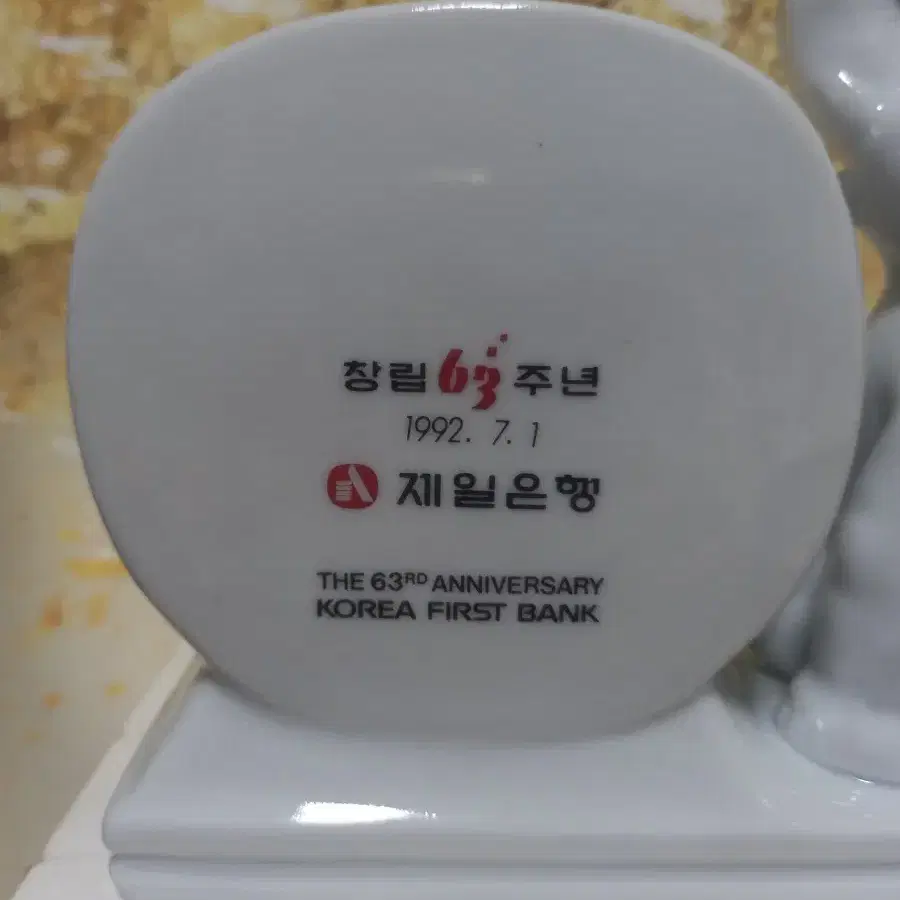 창립 63 주년
1992. 7. 1
제일은행
THE 63RD ANNIVERSARY
KOREA FIRST BANK